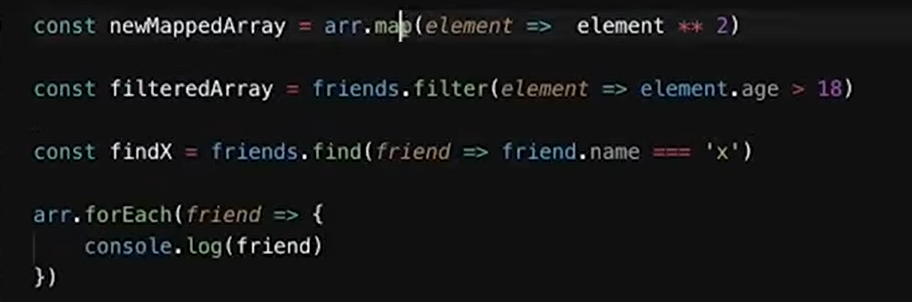 const newMappedArray = arr.map(element =>  element ** 2)
const filteredArray = friends.filter(element => element.age > 18)
const findX = friends.find(friend => friend.name === 'x')
arr.forEach(friend => {
    console.log(friend)
})